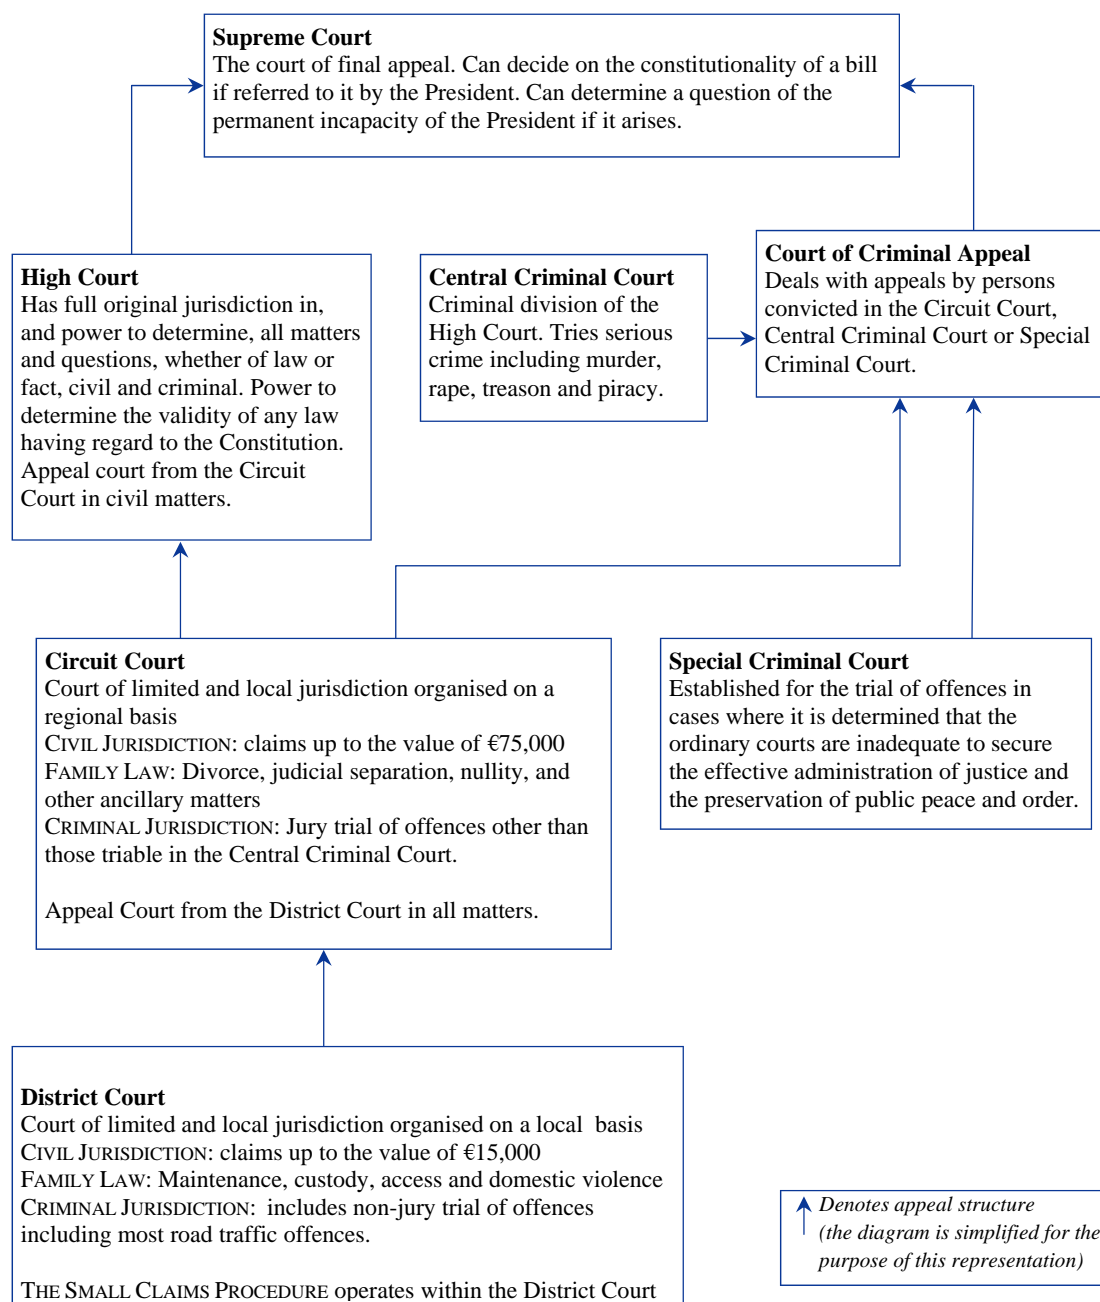 Supreme Court
The court of final appeal. Can decide on the constitutionality of a bill
if referred to it by the President. Can determine a question of the
permanent incapacity of the President if it arises.
High Court
Has full original jurisdiction in,
and power to determine, all matters
and questions, whether of law or
fact, civil and criminal. Power to
determine the validity of any law
having regard to the Constitution.
Appeal court from the Circuit
Court in civil matters.
Central Criminal Court
Criminal division of the
High Court. Tries serious
crime including murder,
rape, treason and piracy.
Court of Criminal Appeal
Deals with appeals by persons
convicted in the Circuit Court,
Central Criminal Court or Special
Criminal Court.
Circuit Court
Court of limited and local jurisdiction organised on a
regional basis
CIVIL JURISDICTION: claims up to the value of €75,000
FAMILY LAW: Divorce, judicial separation, nullity, and
other ancillary matters
CRIMINAL JURISDICTION: Jury trial of offences other than
those triable in the Central Criminal Court.
Appeal Court from the District Court in all matters.
Special Criminal Court
Established for the trial of offences in
cases where it is determined that the
ordinary courts are inadequate to secure
the effective administration of justice and
the preservation of public peace and order.
District Court
Court of limited and local jurisdiction organised on a local basis
CIVIL JURISDICTION: claims up to the value of €15,000
FAMILY LAW: Maintenance, custody, access and domestic violence
CRIMINAL JURISDICTION: includes non-jury trial of offences
including most road traffic offences.
THE SMALL CLAIMS PROCEDURE operates within the District Court
Denotes appeal structure
(the diagram is simplified for the
purpose of this representation)